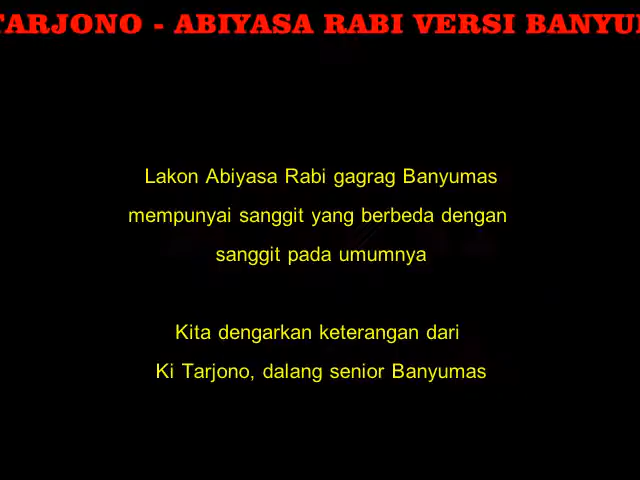 TARJONO - ABIYASA RABI VERSI BANYU
Lakon Abiyasa Rabi gagrag Banyumas
mempunyai sanggit yang berbeda dengan
sanggit pada umumnya
Kita dengarkan keterangan dari
Ki Tarjono, dalang senior Banyumas